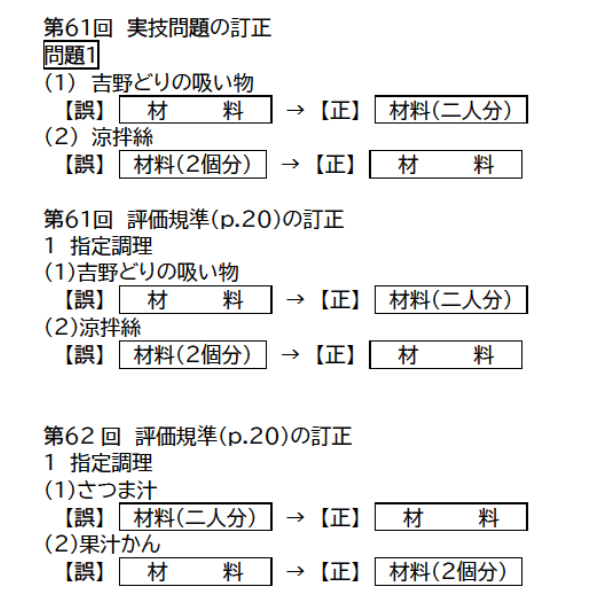 第61回 実技問題の訂正
問題1
(1) 吉野どりの吸い物
【誤】 材 料 → 【正】 材料(二人分)
(2) 涼拌絲
【誤】 材料(2個分) → 【正】 材 料
第61回 評価規準(p.20)の訂正
1 指定調理
(1)吉野どりの吸い物
【誤】 材 料 → 【正】 材料(二人分)
(2)涼拌絲
【誤】 材料(2個分) → 【正】 材 料
第62回 評価規準(p.20)の訂正
1 指定調理
(1)さつま汁
【誤】 材料(二人分) → 【正】 材 料
(2)果汁かん
【誤】 材 料 → 【正】 材料(2個分)